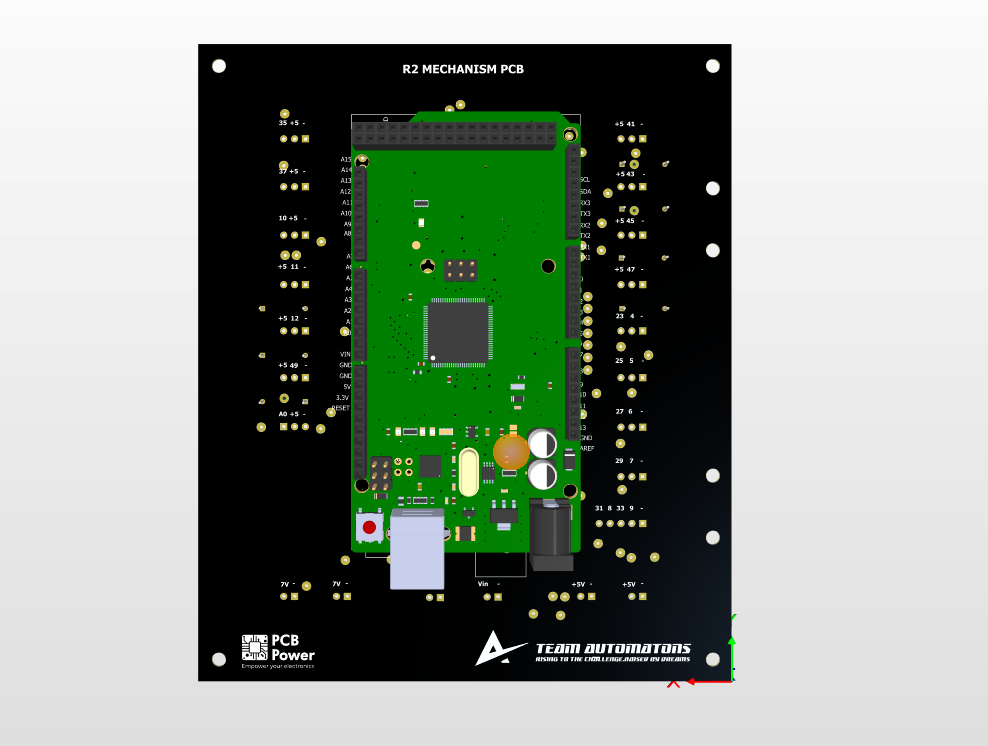 R2 MECHANISM PCB
35 +5 -
37 +5 -
10 +5 -
+5 11 -
+5 12 -
+5 49 -
A0 +5 -
A15
A14
A13
A12
A11
A10
A9
A8
A4
A3
A2
VIN
GND
GND
5V
3.3V
RESET
SCL
SDA
RX3
TX3
RX2
TX2
13
GND
AREF
+5 41 -
+5 43 -
+5 45 -
+5 47 -
23 4 -
25 5 -
27 6 -
29 7 -
31 8 33 9 -
7V -
7V -
Vin -
+5V -
+5V -
PCB
Power
Empower your electronics
TEAM AUTOMATONS
RISING TO THE CHALLENGE,RAISED BY DREAMS
X